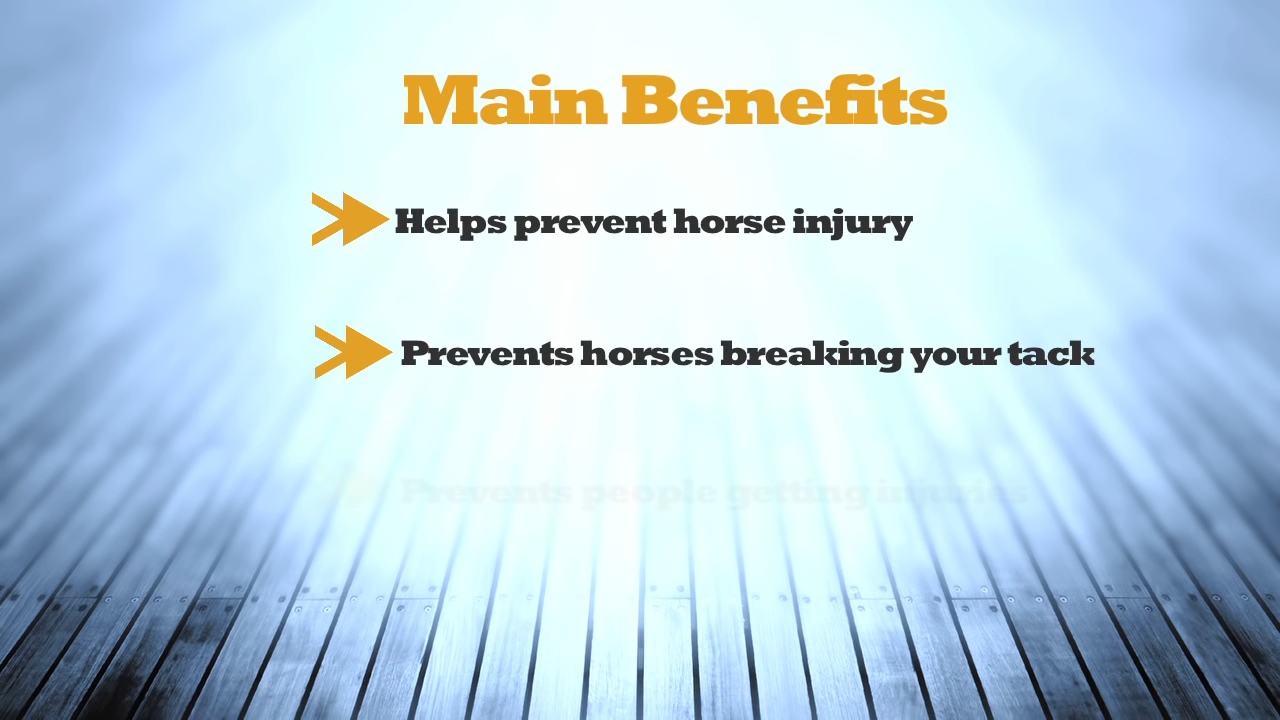 Main Benefits
Helps prevent horse injury
Prevents horses breaking your tack
Prevents people getting injuries